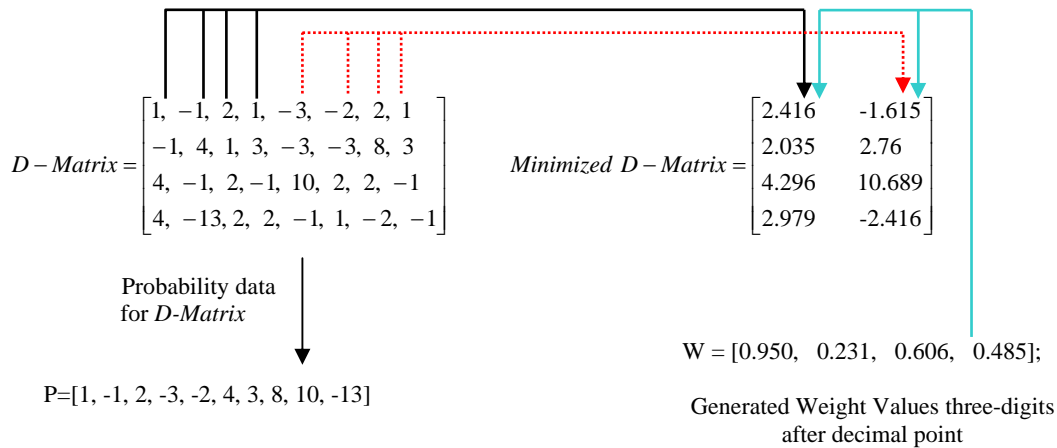 D – Matrix =
1, −1, 2, 1, −3, −2, 2, 1
−1, 4, 1, 3, −3, −3, 8, 3
4, −1, 2, −1, 10, 2, 2, −1
4, −13, 2, 2, −1, 1, −2, −1
Minimized D – Matrix =
2.416 -1.615
2.035 2.76
4.296 10.689
2.979 -2.416
Probability data
for D-Matrix
P=[1, -1, 2, -3, -2, 4, 3, 8, 10, -13]
W = [0.950, 0.231, 0.606, 0.485];
Generated Weight Values three-digits
after decimal point